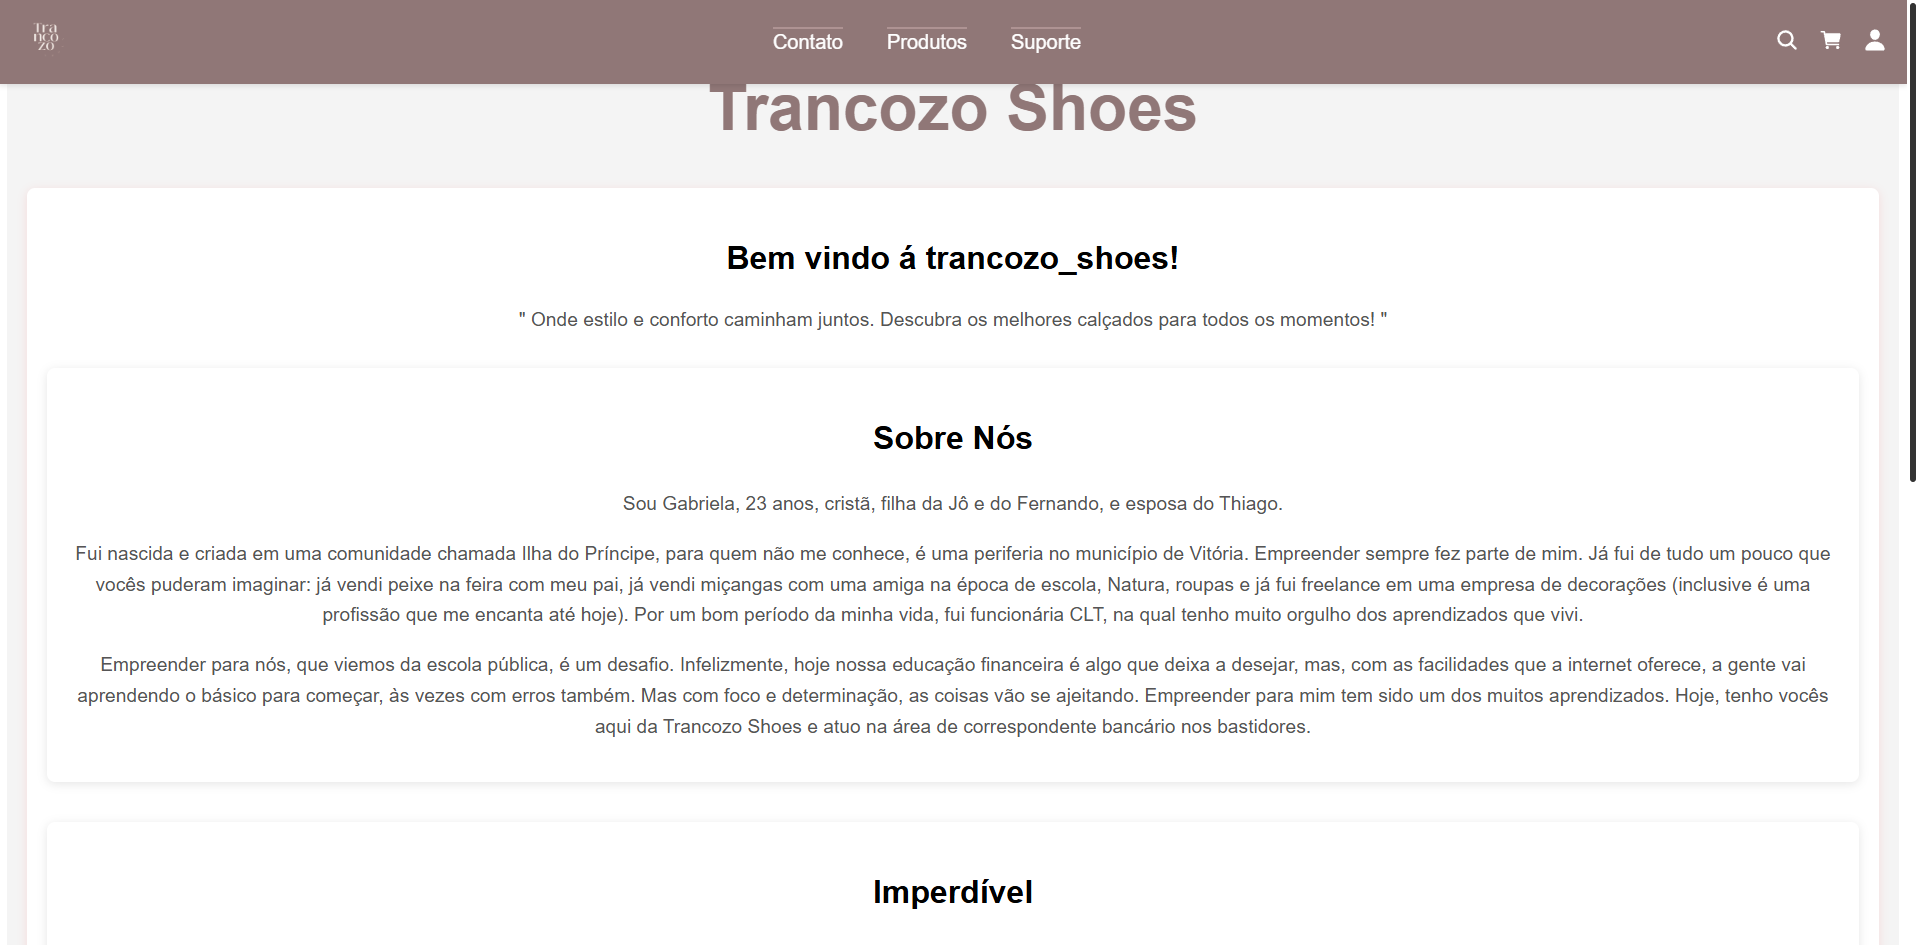 Tra
nco
zo
Contato
Produtos
Suporte
Trancozo Shoes
Bem vindo á trancozo_shoes!
" Onde estilo e conforto caminham juntos. Descubra os melhores calçados para todos os momentos! "
Sobre Nós
Sou Gabriela, 23 anos, cristã, filha da Jô e do Fernando, e esposa do Thiago.
Fui nascida e criada em uma comunidade chamada Ilha do Príncipe, para quem não me conhece, é uma periferia no município de Vitória. Empreender sempre fez parte de mim. Já fui de tudo um pouco que
vocês puderam imaginar: já vendi peixe na feira com meu pai, já vendi miçangas com uma amiga na época de escola, Natura, roupas e já fui freelance em uma empresa de decorações (inclusive é uma
profissão que me encanta até hoje). Por um bom período da minha vida, fui funcionária CLT, na qual tenho muito orgulho dos aprendizados que vivi.
Empreender para nós, que viemos da escola pública, é um desafio. Infelizmente, hoje nossa educação financeira é algo que deixa a desejar, mas, com as facilidades que a internet oferece, a gente vai
aprendendo o básico para começar, às vezes com erros também. Mas com foco e determinação, as coisas vão se ajeitando. Empreender para mim tem sido um dos muitos aprendizados. Hoje, tenho vocês
aqui da Trancozo Shoes e atuo na área de correspondente bancário nos bastidores.
Imperdível